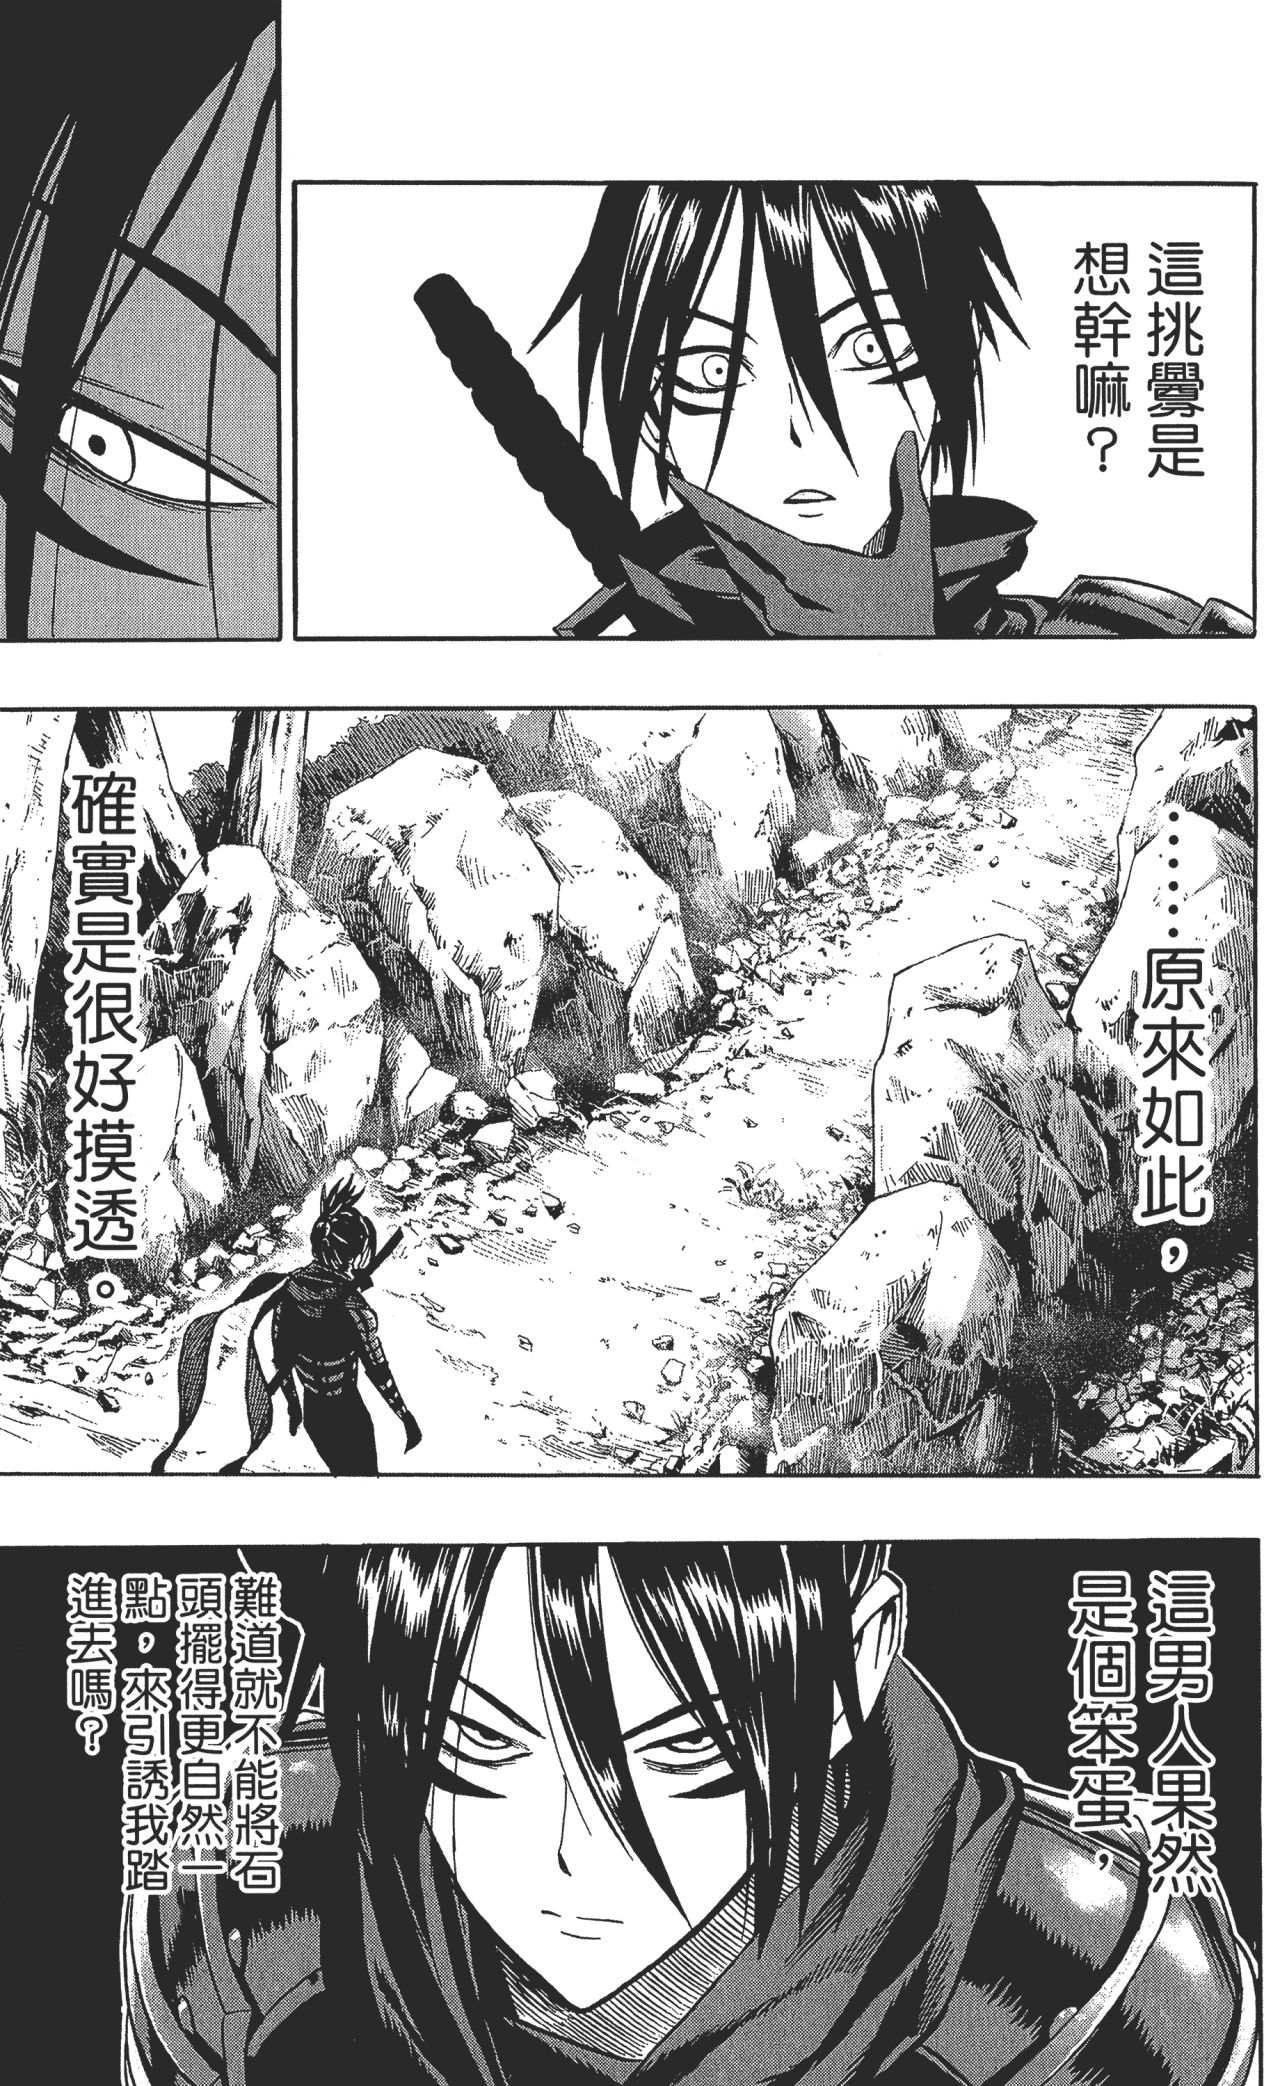 這挑釁是
想幹嘛？
⋯⋯原來如此，
確實是很好摸透。
這男人果然
是個笨蛋，
難道就不能將石
頭擺得更自然一
點，來引誘我踏
進去嗎？